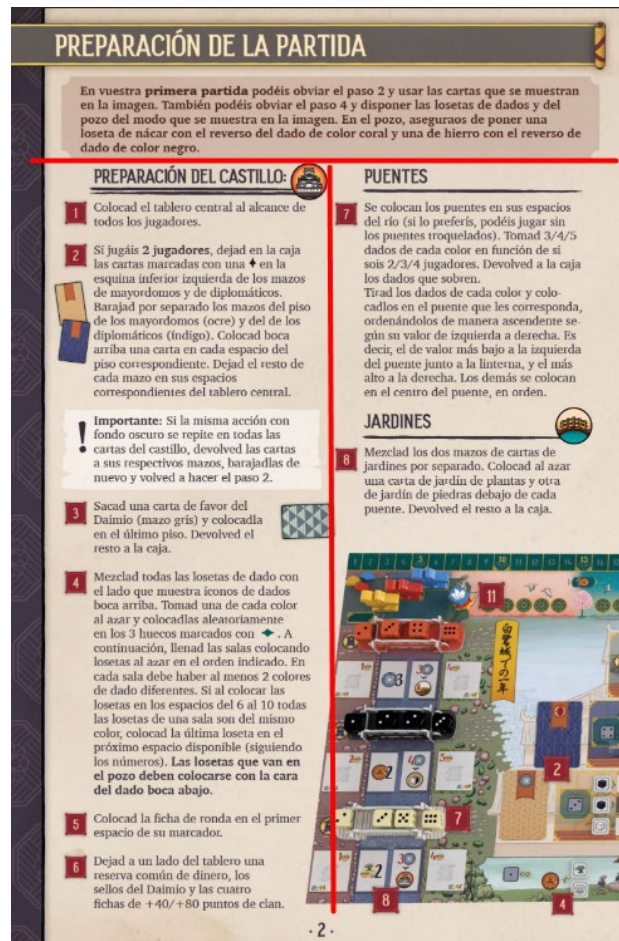 PREPARACIÓN DE LA PARTIDA
En vuestra primera partida podéis obviar el paso 2 y usar las cartas que se muestran
en la imagen. También podéis obviar el paso 4 y disponer las losetas de dados y del
pozo del modo que se muestra en la imagen. En el pozo, aseguraos de poner una
loseta de nácar con el reverso del dado de color coral y una de hierro con el reverso de
dado de color negro.
PREPARACIÓN DEL CASTILLO:
1
Colocad el tablero central al alcance de
todos los jugadores.
2
Si jugáis 2 jugadores, dejad en la caja
las cartas marcadas con una en la
esquina inferior izquierda de los mazos
de mayordomos y de diplomáticos.
Barajad por separado los mazos del piso
de los mayordomos (ocre) y del de los
diplomáticos (índigo). Colocad boca
arriba una carta en cada espacio del
piso correspondiente. Dejad el resto de
cada mazo en sus espacios
correspondientes del tablero central.
! Importante: Si la misma acción con
fondo oscuro se repite en todas las
cartas del castillo, devolved las cartas
a sus respectivos mazos, barajadlas de
nuevo y volved a hacer el paso 2.
3
Sacad una carta de favor del
Daimio (mazo gris) y colocadla
en el último piso. Devolved el
resto a la caja.
4
Mezclad todas las losetas de dado con
el lado que muestra iconos de dados
boca arriba. Tomad una de cada color
al azar y colocadlas aleatoriamente
en los 3 huecos marcados con . A
continuación, llenad las salas colocando
losetas al azar en el orden indicado. En
cada sala debe haber al menos 2 colores
de dado diferentes. Si al colocar las
losetas en los espacios del 6 al 10 todas
las losetas de una sala son del mismo
color, colocad la última loseta en el
próximo espacio disponible (siguiendo
los números). Las losetas que van en
el pozo deben colocarse con la cara
del dado boca abajo.
5
Colocad la ficha de ronda en el primer
espacio de su marcador.
6
Dejad a un lado del tablero una
reserva común de dinero, los
sellos del Daimio y las cuatro
fichas de +40/+80 puntos de clan.
PUENTES
7
Se colocan los puentes en sus espacios
del río (si lo preferís, podéis jugar sin
los puentes troquelados). Tomad 3/4/5
dados de cada color en función de si
sois 2/3/4 jugadores. Devolved a la caja
los dados que sobren.
Tirad los dados de cada color y colo-
cadlos en el puente que les corresponda,
ordenándolos de manera ascendente se-
gún su valor de izquierda a derecha. Es
decir, el de valor más bajo a la izquierda
del puente junto a la linterna, y el más
alto a la derecha. Los demás se colocan
en el centro del puente, en orden.
JARDINES
8
Mezclad los dos mazos de cartas de
jardines por separado. Colocad al azar
una carta de jardín de plantas y otra
de jardín de piedras debajo de cada
puente. Devolved el resto a la caja.
11
白鷺城での一年
2
7
8
4
· 2 ·